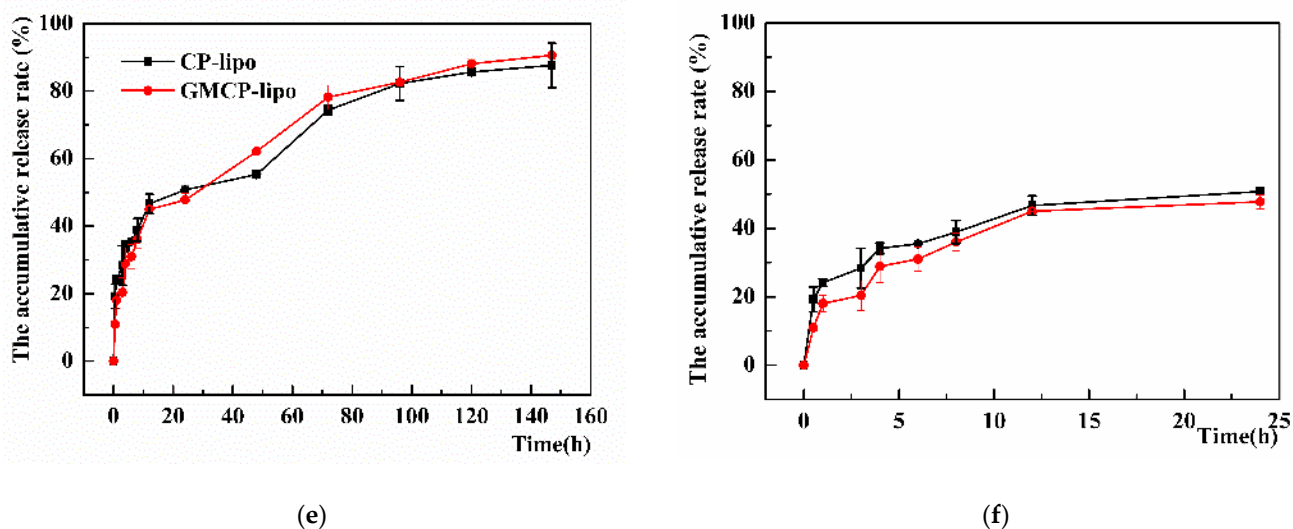 The accumulative release rate (%)
100
80
60
40
20
0
CP-lipo
GMCP-lipo
0 20 40 60 80 100 120 140 160
Time(h)
(e)
The accumulative release rate (%)
100
80
60
40
20
0
0 5 10 15 20 25
Time(h)
(f)